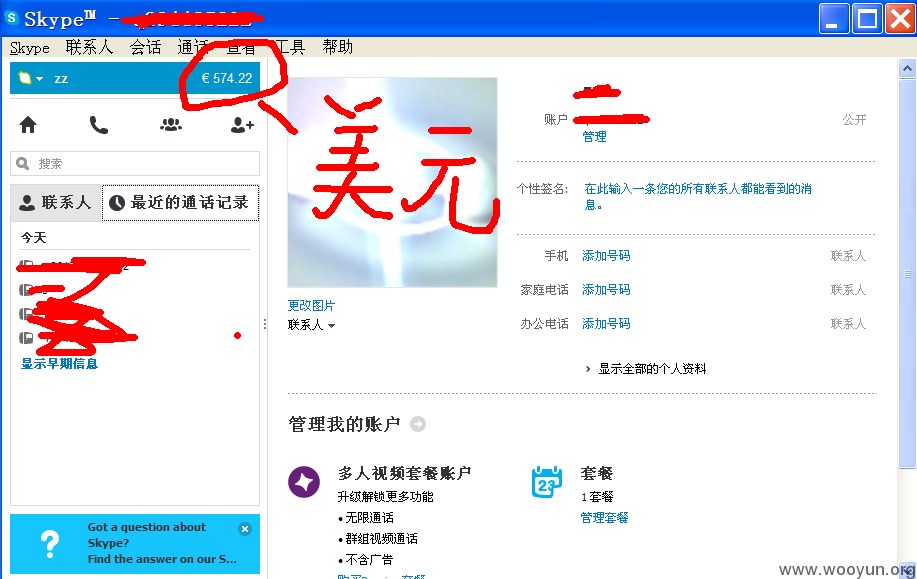 Skype™ -
Skype 联系人 会话 通话 查看 工具 帮助
zz € 574.22
搜索
联系人 最近的通话记录
今天
显示早期信息
Got a question about
Skype?
Find the answer on our S...
美元
更改图片
联系人
账户 公开
管理
个性签名: 在此输入一条您的所有联系人都能看到的消
息。
手机 添加号码 联系人
家庭电话 添加号码 联系人
办公电话 添加号码 联系人
显示全部的个人资料
管理我的账户
多人视频套餐账户
升级解锁更多功能
•无限通话
•群组视频通话
•不含广告
23
套餐
1套餐
管理套餐
www.wooyun.org